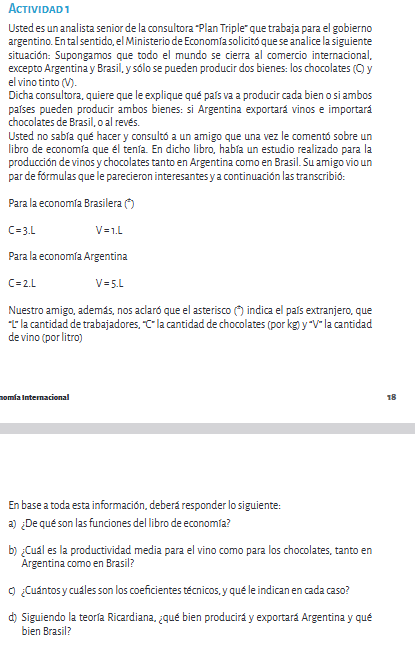 ACTIVIDAD 1
Usted es un analista senior de la consultora "Plan Triple" que trabaja para el gobierno
argentino. En tal sentido, el Ministerio de Economía solicitó que se analice la siguiente
situación: Supongamos que todo el mundo se cierra al comercio internacional,
excepto Argentina y Brasil, y sólo se pueden producir dos bienes: los chocolates (C) y
el vino tinto (V).
Dicha consultora, quiere que le explique qué país va a producir cada bien o si ambos
países pueden producir ambos bienes: si Argentina exportará vinos e importará
chocolates de Brasil, o al revés.
Usted no sabía qué hacer y consultó a un amigo que una vez le comentó sobre un
libro de economía que él tenía. En dicho libro, había un estudio realizado para la
producción de vinos y chocolates tanto en Argentina como en Brasil. Su amigo vio un
par de fórmulas que le parecieron interesantes y a continuación las transcribió:
Para la economía Brasilera (*)
C=3.L V=1.L
Para la economía Argentina
C=2.L V=5.L
Nuestro amigo, además, nos aclaró que el asterisco (*) indica el país extranjero, que
"L" la cantidad de trabajadores, "C" la cantidad de chocolates (por kg) y "V" la cantidad
de vino (por litro)
nomía Internacional 18
En base a toda esta información, deberá responder lo siguiente:
a) ¿De qué son las funciones del libro de economía?
b) ¿Cuál es la productividad media para el vino como para los chocolates, tanto en
Argentina como en Brasil?
c) ¿Cuántos y cuáles son los coeficientes técnicos, y qué le indican en cada caso?
d) Siguiendo la teoría Ricardiana, ¿qué bien producirá y exportará Argentina y qué
bien Brasil?